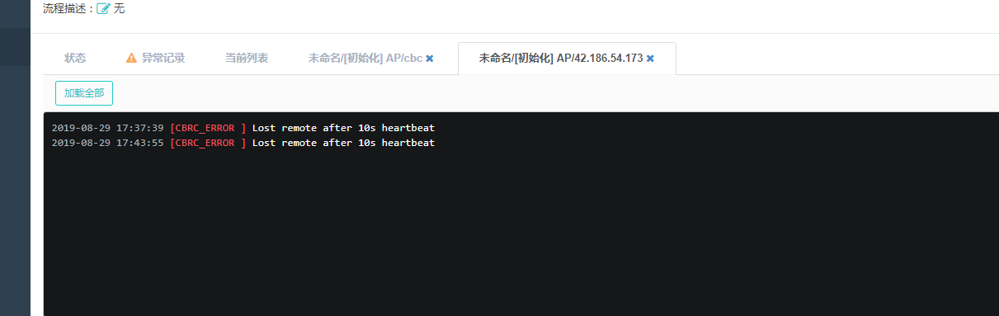 流程描述： 无
状态 异常记录 当前列表 未命名/[初始化] AP/cbc 未命名/[初始化] AP/42.186.54.173
加载全部
2019-08-29 17:37:39 [CBRC_ERROR ] Lost remote after 10s heartbeat
2019-08-29 17:43:55 [CBRC_ERROR ] Lost remote after 10s heartbeat